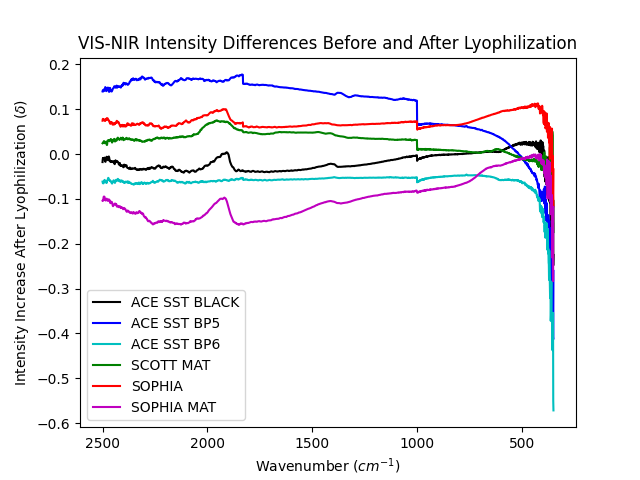 VIS-NIR Intensity Differences Before and After Lyophilization
Intensity Increase After Lyophilization (δ)
0.2
0.1
0.0
−0.1
−0.2
−0.3
−0.4
−0.5
−0.6
ACE SST BLACK
ACE SST BP5
ACE SST BP6
SCOTT MAT
SOPHIA
SOPHIA MAT
2500 2000 1500 1000 500
Wavenumber (cm⁻¹)